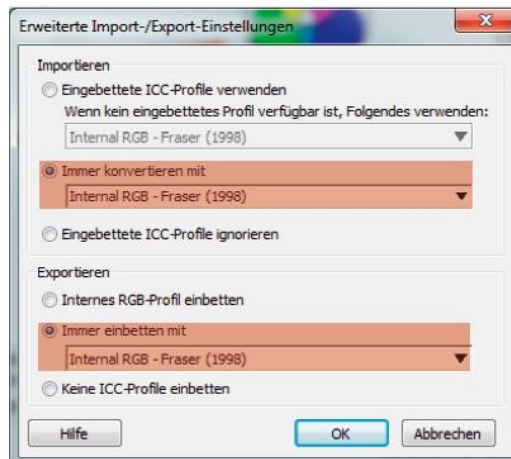 Erweiterte Import-/Export-Einstellungen
Importieren
Eingebettete ICC-Profile verwenden
Wenn kein eingebettetes Profil verfügbar ist, Folgendes verwenden:
Internal RGB - Fraser (1998)
Immer konvertieren mit
Internal RGB - Fraser (1998)
Eingebettete ICC-Profile ignorieren
Exportieren
Internes RGB-Profil einbetten
Immer einbetten mit
Internal RGB - Fraser (1998)
Keine ICC-Profile einbetten
Hilfe OK Abbrechen